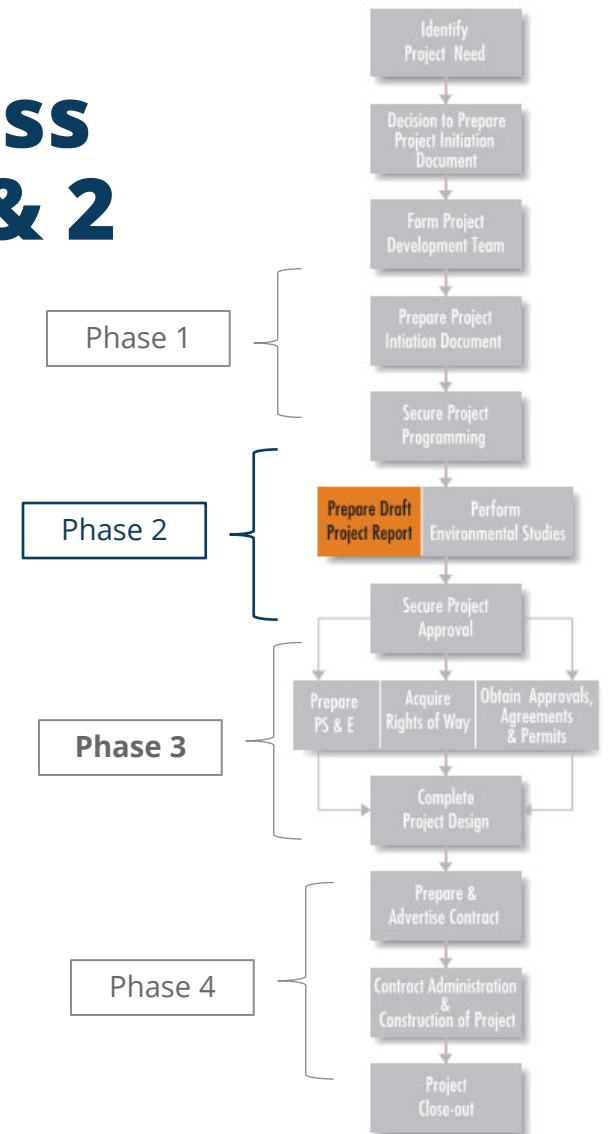 ss
& 2
Identify
Project Need
Decision to Prepare
Project Initiation
Document
Form Project
Development Team
Phase 1
Prepare Project
Intiation Document
Secure Project
Programming
Phase 2
Prepare Draft
Project Report
Perform
Environmental Studies
Secure Project
Approval
Phase 3
Prepare
PS & E
Acquire
Rights of Way
Obtain Approvals,
Agreements
& Permits
Complete
Project Design
Prepare &
Advertise Contract
Phase 4
Contract Administration
&
Construction of Project
Project
Close-out